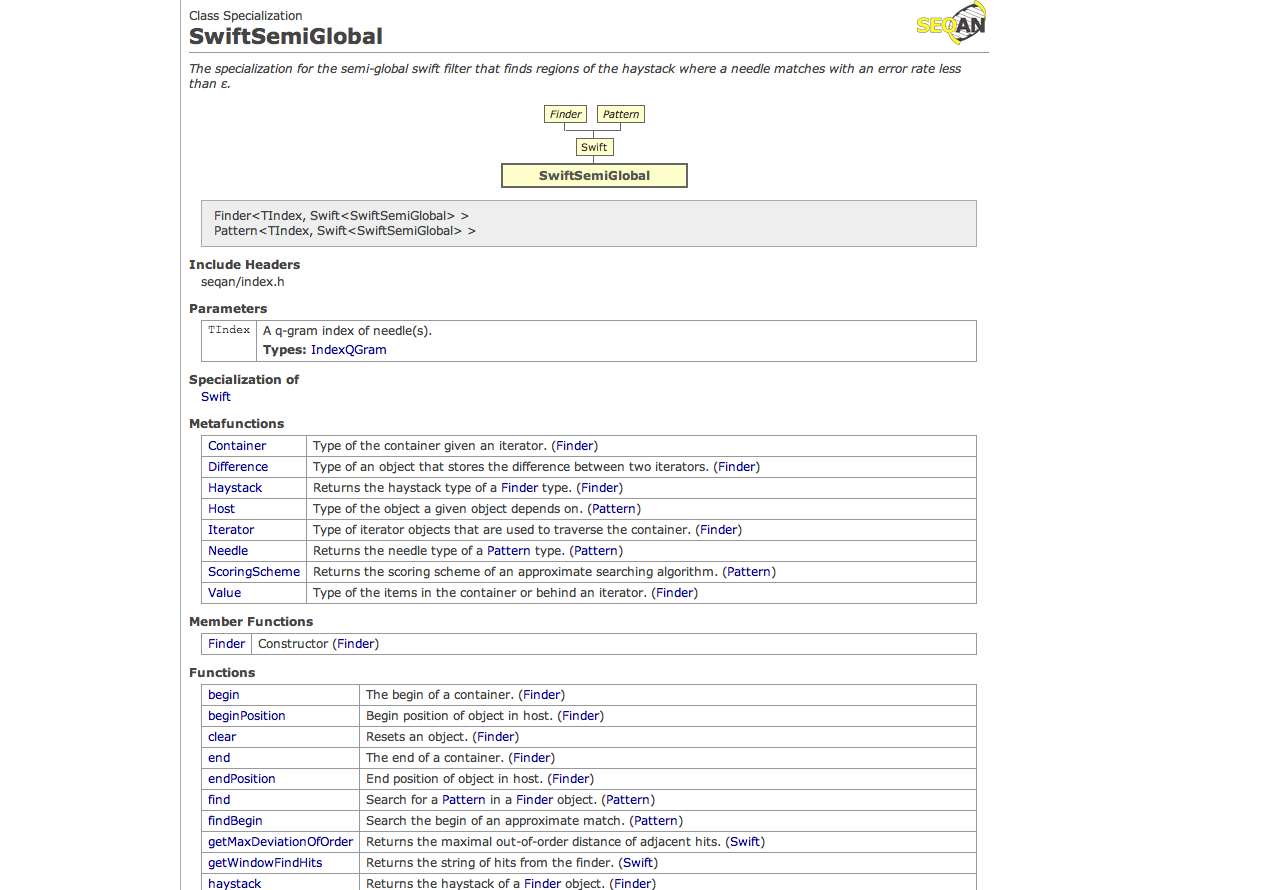 Class Specialization
SEQAN
SwiftSemiGlobal
The specialization for the semi-global swift filter that finds regions of the haystack where a needle matches with an error rate less
than ε.
Finder Pattern
Swift
SwiftSemiGlobal
Finder<TIndex, Swift<SwiftSemiGlobal> >
Pattern<TIndex, Swift<SwiftSemiGlobal> >
Include Headers
seqan/index.h
Parameters
TIndex A q-gram index of needle(s).
Types: IndexQGram
Specialization of
Swift
Metafunctions
Container Type of the container given an iterator. (Finder)
Difference Type of an object that stores the difference between two iterators. (Finder)
Haystack Returns the haystack type of a Finder type. (Finder)
Host Type of the object a given object depends on. (Pattern)
Iterator Type of iterator objects that are used to traverse the container. (Finder)
Needle Returns the needle type of a Pattern type. (Pattern)
ScoringScheme Returns the scoring scheme of an approximate searching algorithm. (Pattern)
Value Type of the items in the container or behind an iterator. (Finder)
Member Functions
Finder Constructor (Finder)
Functions
begin The begin of a container. (Finder)
beginPosition Begin position of object in host. (Finder)
clear Resets an object. (Finder)
end The end of a container. (Finder)
endPosition End position of object in host. (Finder)
find Search for a Pattern in a Finder object. (Pattern)
findBegin Search the begin of an approximate match. (Pattern)
getMaxDeviationOfOrder Returns the maximal out-of-order distance of adjacent hits. (Swift)
getWindowFindHits Returns the string of hits from the finder. (Swift)
haystack Returns the haystack of a Finder object. (Finder)